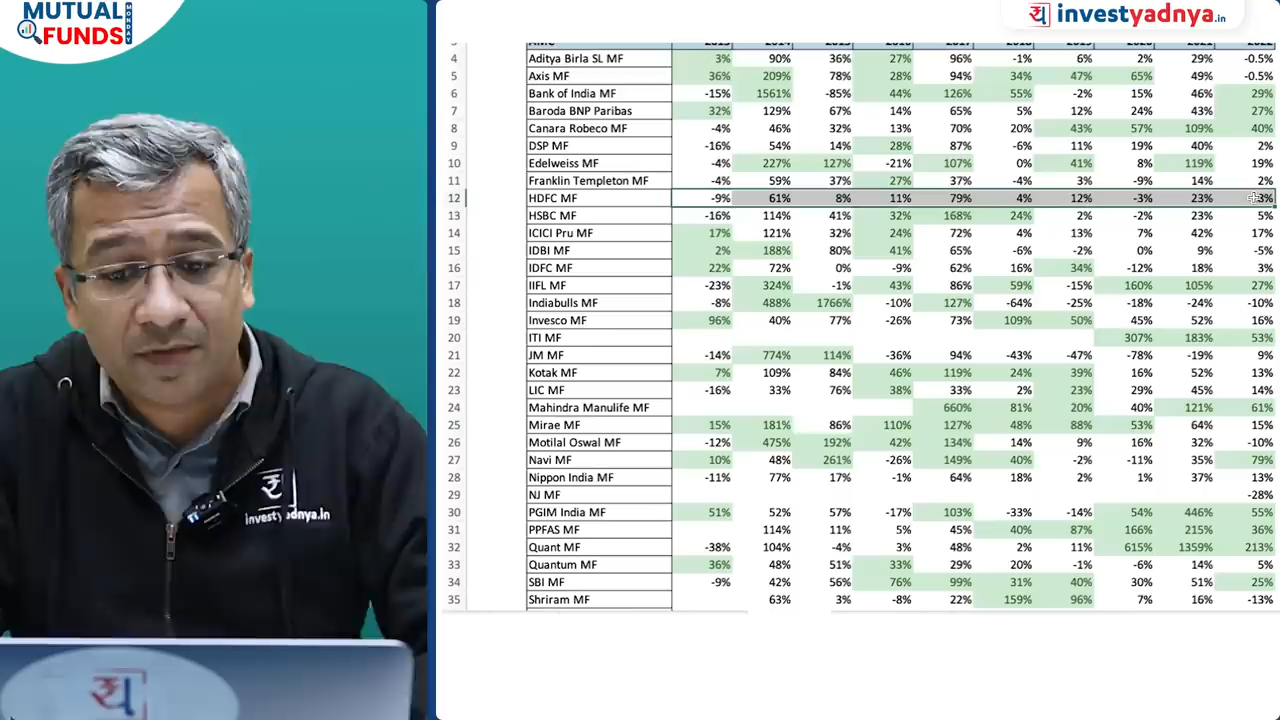 MUTUAL
FUNDS
MONDAY
investyadnya.in
AMC 2013 2014 2015 2016 2017 2018 2019 2020 2021 2022
4 Aditya Birla SL MF 3% 90% 36% 27% 96% -1% 6% 2% 29% -0.5%
5 Axis MF 36% 209% 78% 28% 94% 34% 47% 65% 49% -0.5%
6 Bank of India MF -15% 1561% -85% 44% 126% 55% -2% 15% 46% 29%
7 Baroda BNP Paribas 32% 129% 67% 14% 65% 5% 12% 24% 43% 27%
8 Canara Robeco MF -4% 46% 32% 13% 70% 20% 43% 57% 109% 40%
9 DSP MF -16% 54% 14% 28% 87% -6% 11% 19% 40% 2%
10 Edelweiss MF -4% 227% 127% -21% 107% 0% 41% 8% 119% 19%
11 Franklin Templeton MF -4% 59% 37% 27% 37% -4% 3% -9% 14% 2%
12 HDFC MF -9% 61% 8% 11% 79% 4% 12% -3% 23% 3%
13 HSBC MF -16% 114% 41% 32% 168% 24% 2% -2% 23% 5%
14 ICICI Pru MF 17% 121% 32% 24% 72% 4% 13% 7% 42% 17%
15 IDBI MF 2% 188% 80% 41% 65% -6% -2% 0% 9% -5%
16 IDFC MF 22% 72% 0% -9% 62% 16% 34% -12% 18% 3%
17 IIFL MF -23% 324% -1% 43% 86% 59% -15% 160% 105% 27%
18 Indiabulls MF -8% 488% 1766% -10% 127% -64% -25% -18% -24% -10%
19 Invesco MF 96% 40% 77% -26% 73% 109% 50% 45% 52% 16%
20 ITI MF 307% 183% 53%
21 JM MF -14% 774% 114% -36% 94% -43% -47% -78% -19% 9%
22 Kotak MF 7% 109% 84% 46% 119% 24% 39% 16% 52% 13%
23 LIC MF -16% 33% 76% 38% 33% 2% 23% 29% 45% 14%
24 Mahindra Manulife MF 660% 81% 20% 40% 121% 61%
25 Mirae MF 15% 181% 86% 110% 127% 48% 88% 53% 64% 15%
26 Motilal Oswal MF -12% 475% 192% 42% 134% 14% 9% 16% 32% -10%
27 Navi MF 10% 48% 261% -26% 149% 40% -2% -11% 35% 79%
28 Nippon India MF -11% 77% 17% -1% 64% 18% 2% 1% 37% 13%
29 NJ MF -28%
30 PGIM India MF 51% 52% 57% -17% 103% -33% -14% 54% 446% 55%
31 PPFAS MF 114% 11% 5% 45% 40% 87% 166% 215% 36%
32 Quant MF -38% 104% -4% 3% 48% 2% 11% 615% 1359% 213%
33 Quantum MF 36% 48% 51% 33% 29% 20% -1% -6% 14% 5%
34 SBI MF -9% 42% 56% 76% 99% 31% 40% 30% 51% 25%
35 Shriram MF 63% 3% -8% 22% 159% 96% 7% 16% -13%
investyadnya.in